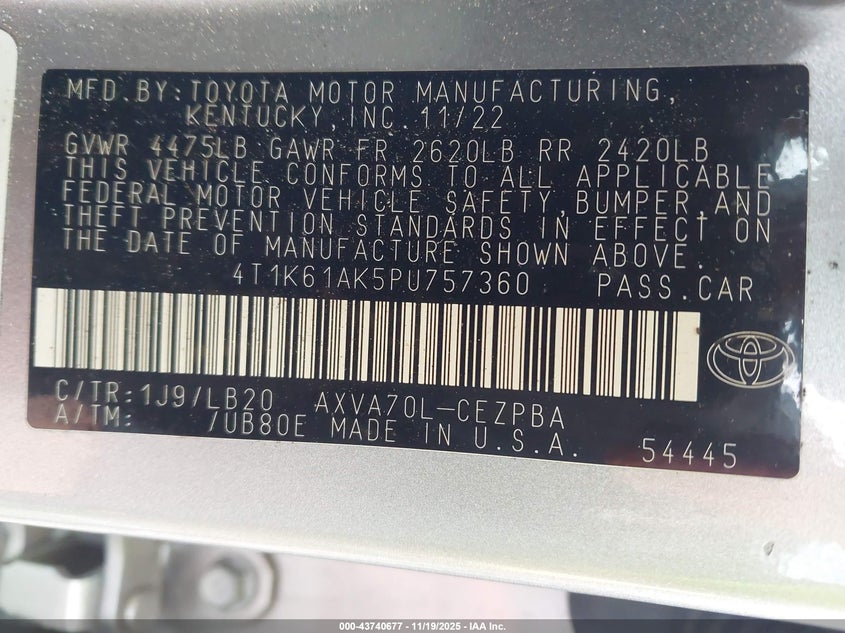 MFD. BY: TOYOTA MOTOR MANUFACTURING,
KENTUCKY, INC. 11/22
GVWR 4475LB GAWR FR 2620LB RR 2420LB
THIS VEHICLE CONFORMS TO ALL APPLICABLE
FEDERAL MOTOR VEHICLE SAFETY, BUMPER, AND
THEFT PREVENTION STANDARDS IN EFFECT ON
THE DATE OF MANUFACTURE SHOWN ABOVE.
4T1K61AK5PU757360 PASS. CAR
C/TR: 1J9/LB20 AXVA70L-CEZPBA
A/TM: /UB80E MADE IN U.S.A. 54445
000-43740677 - 11/19/2025 - IAA Inc.